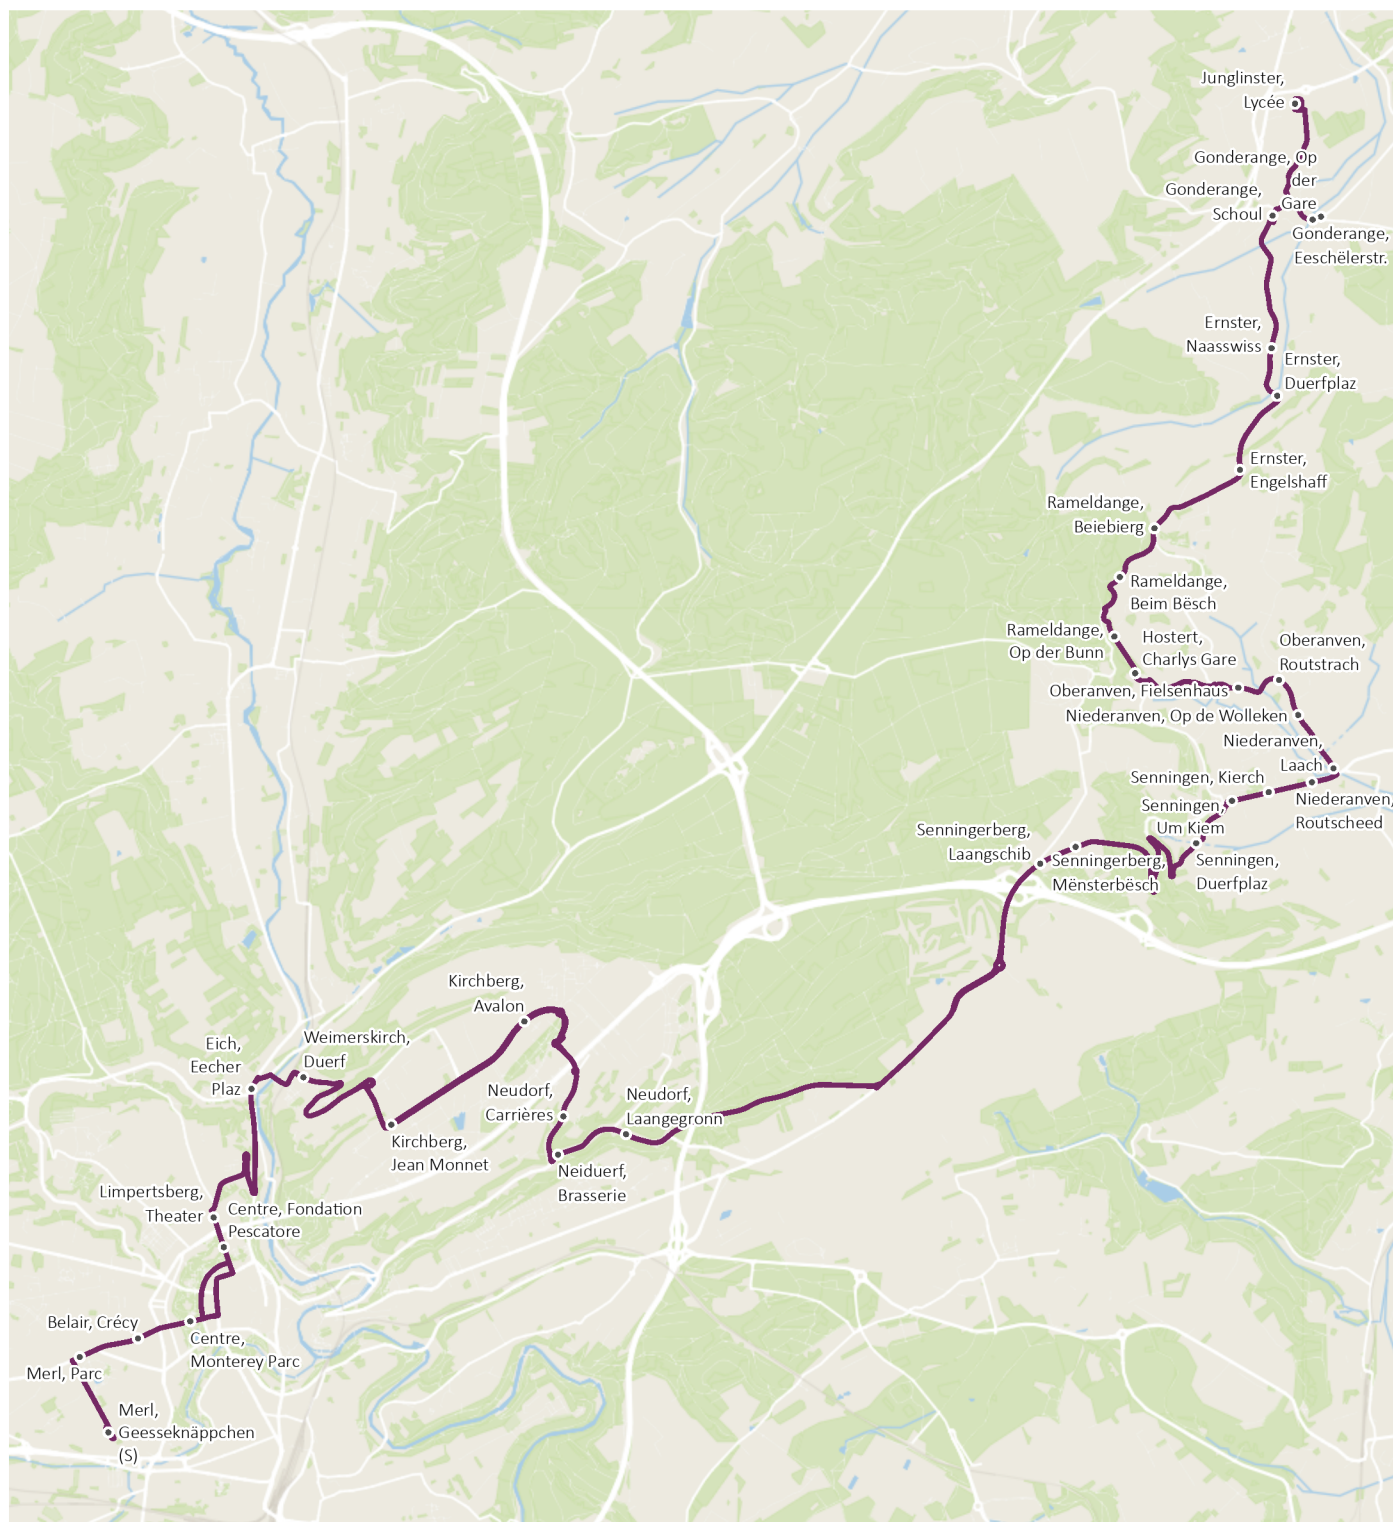 Junglinster,
Lycée
Gonderange, Op
der
Gare
Gonderange,
Schoul
Gonderange,
Eeschëlerstr.
Ernster,
Naasswiss
Ernster,
Duerfplaz
Ernster,
Engelshaff
Rameldange,
Beiebierg
Rameldange,
Beim Bësch
Rameldange,
Op der Bunn
Hostert,
Charlys Gare
Oberanven,
Routstrach
Oberanven, Fielsenhaus
Niederanven, Op de Wolleken
Niederanven,
Laach
Senningen, Kierch
Niederanven,
Routscheed
Senningen,
Um Kiem
Senningerberg,
Laangschib
Senningerberg,
Mënsterbësch
Senningen,
Duerfplaz
Kirchberg,
Avalon
Weimerskirch,
Duerf
Eich,
Eecher
Plaz
Neudorf,
Carrières
Neudorf,
Laangegronn
Kirchberg,
Jean Monnet
Neiduerf,
Brasserie
Limpertsberg,
Theater
Centre, Fondation
Pescatore
Belair, Crécy
Centre,
Monterey Parc
Merl, Parc
Merl,
Geesseknäppchen
(S)